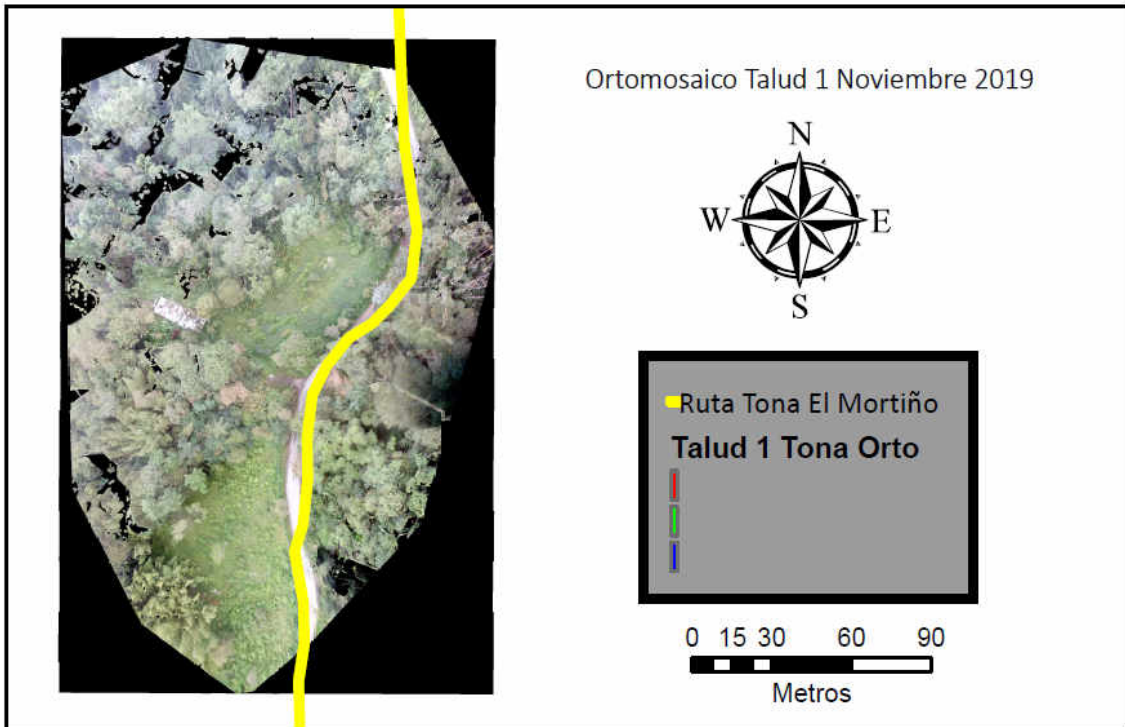 Ortomosaico Talud 1 Noviembre 2019
N
W E
S
Ruta Tona El Mortiño
Talud 1 Tona Orto
0 15 30 60 90
Metros